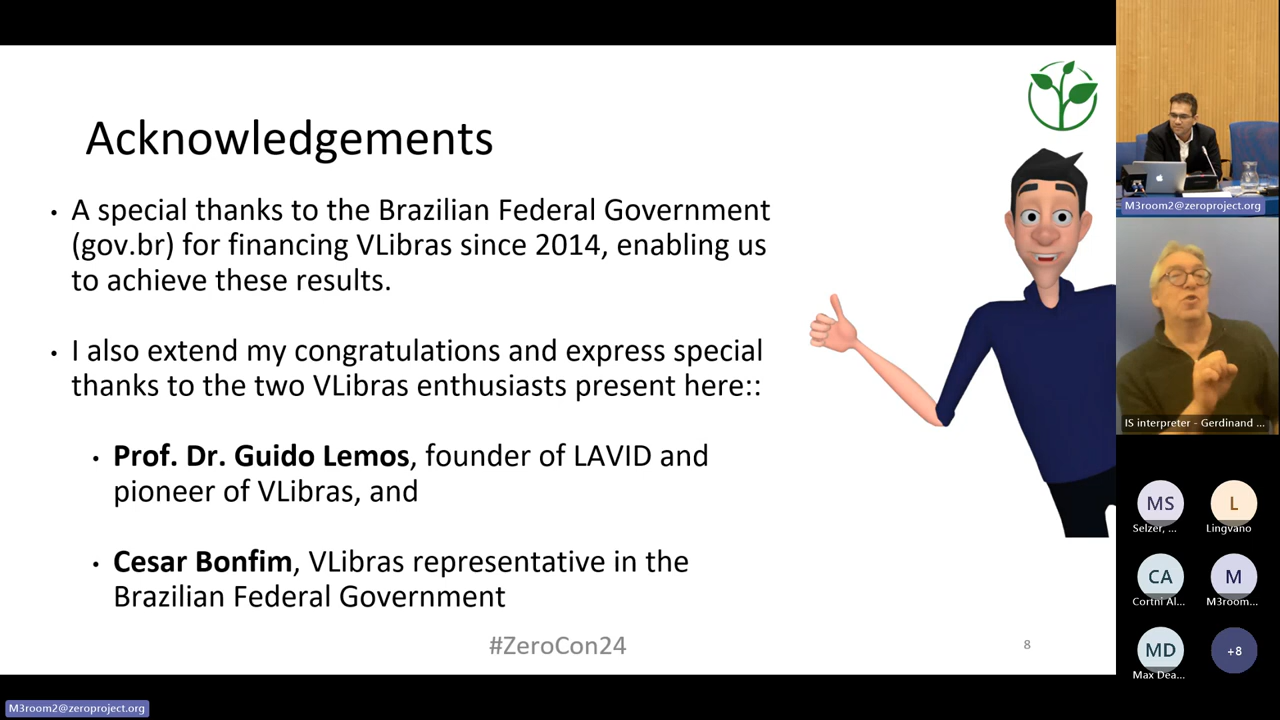 Acknowledgements
• A special thanks to the Brazilian Federal Government
(gov.br) for financing VLibras since 2014, enabling us
to achieve these results.
• I also extend my congratulations and express special
thanks to the two VLibras enthusiasts present here::
• Prof. Dr. Guido Lemos, founder of LAVID and
pioneer of VLibras, and
• Cesar Bonfim, VLibras representative in the
Brazilian Federal Government
#ZeroCon24
8
M3room2@zeroproject.org
IS interpreter - Gerdinand ...
MS
Selzer, ...
L
Lingvano
CA
Cortni Al...
M
M3room...
MD
Max Dea...
+8
M3room2@zeroproject.org